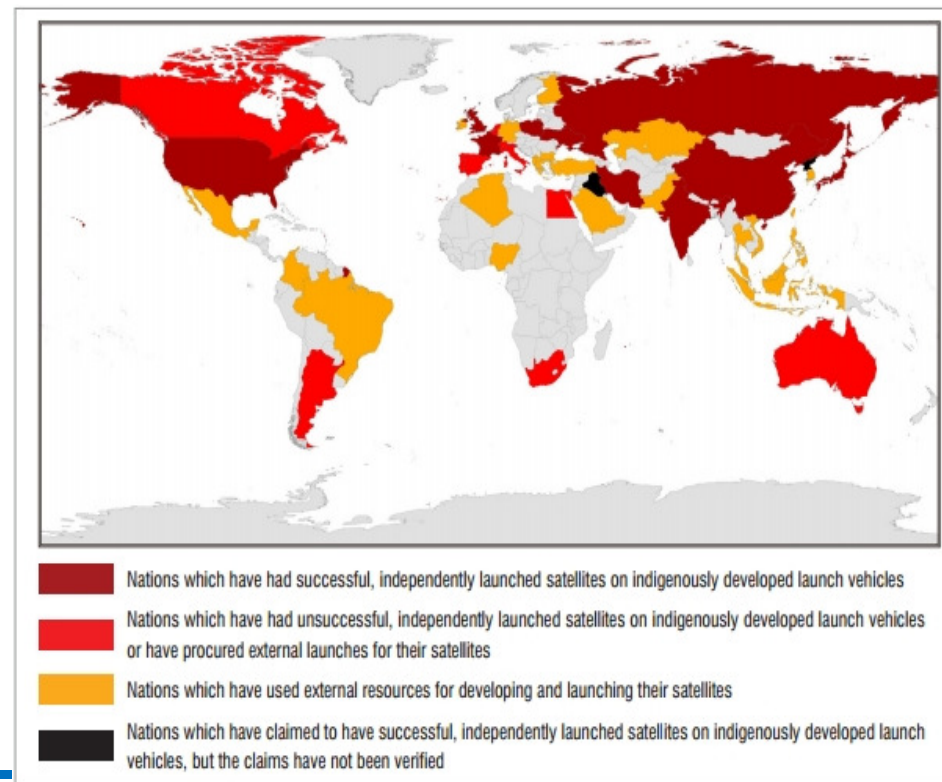 Nations which have had successful, independently launched satellites on indigenously developed launch vehicles
Nations which have had unsuccessful, independently launched satellites on indigenously developed launch vehicles
or have procured external launches for their satellites
Nations which have used external resources for developing and launching their satellites
Nations which have claimed to have successful, independently launched satellites on indigenously developed launch
vehicles, but the claims have not been verified